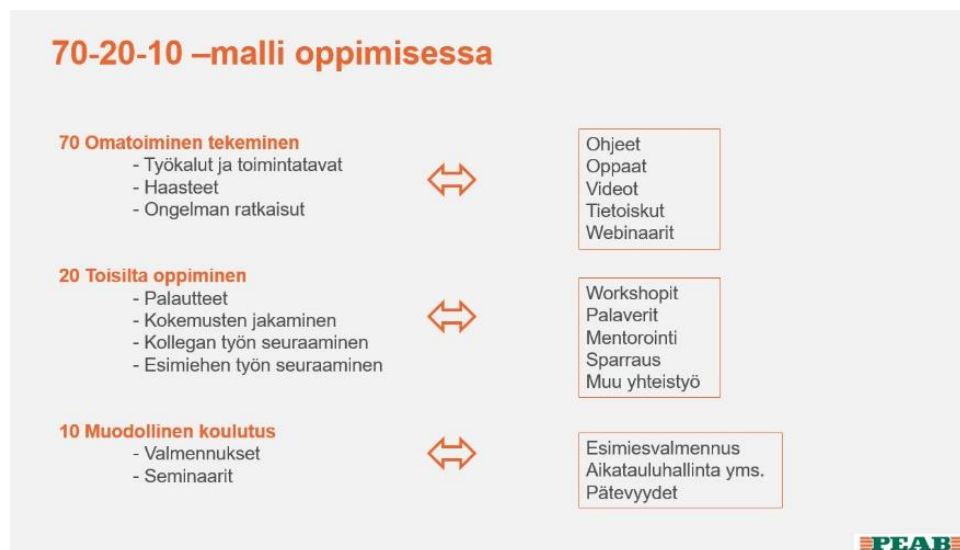 70-20-10 –malli oppimisessa
70 Omatoiminen tekeminen
- Työkalut ja toimintatavat
- Haasteet
- Ongelman ratkaisut
Ohjeet
Oppaat
Videot
Tietoiskut
Webinaarit
20 Toisilta oppiminen
- Palautteet
- Kokemusten jakaminen
- Kollegan työn seuraaminen
- Esimiehen työn seuraaminen
Workshopit
Palaverit
Mentorointi
Sparraus
Muu yhteistyö
10 Muodollinen koulutus
- Valmennukset
- Seminaarit
Esimiesvalmennus
Aikatauluhallinta yms.
Pätevyydet
PEAB